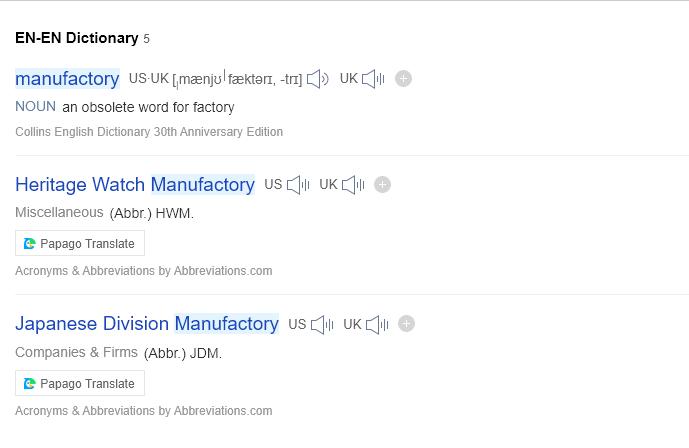 EN-EN Dictionary 5
manufactory US·UK [ˌmænjʊˈfæktərɪ, -trɪ] UK
NOUN an obsolete word for factory
Collins English Dictionary 30th Anniversary Edition
Heritage Watch Manufactory US UK
Miscellaneous (Abbr.) HWM.
Papago Translate
Acronyms & Abbreviations by Abbreviations.com
Japanese Division Manufactory US UK
Companies & Firms (Abbr.) JDM.
Papago Translate
Acronyms & Abbreviations by Abbreviations.com